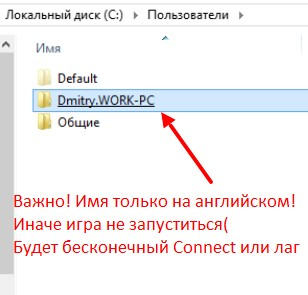 Локальный диск (C:) ▸ Пользователи ▸
Имя
Default
Dmitry.WORK-PC
Общие
Важно! Имя только на английском!
Иначе игра не запуститься(
Будет бесконечный Connect или лаг